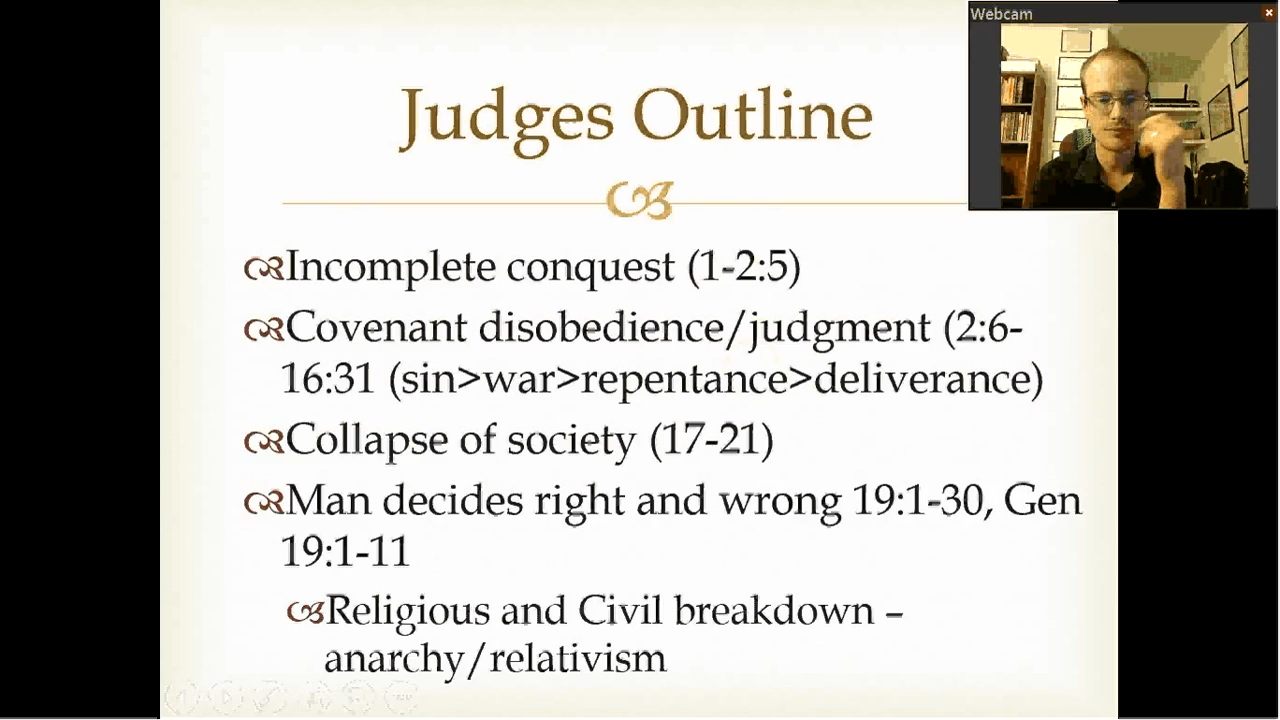 Webcam
Judges Outline
Incomplete conquest (1-2:5)
Covenant disobedience/judgment (2:6-
16:31 (sin>war>repentance>deliverance)
Collapse of society (17-21)
Man decides right and wrong 19:1-30, Gen
19:1-11
Religious and Civil breakdown –
anarchy/relativism